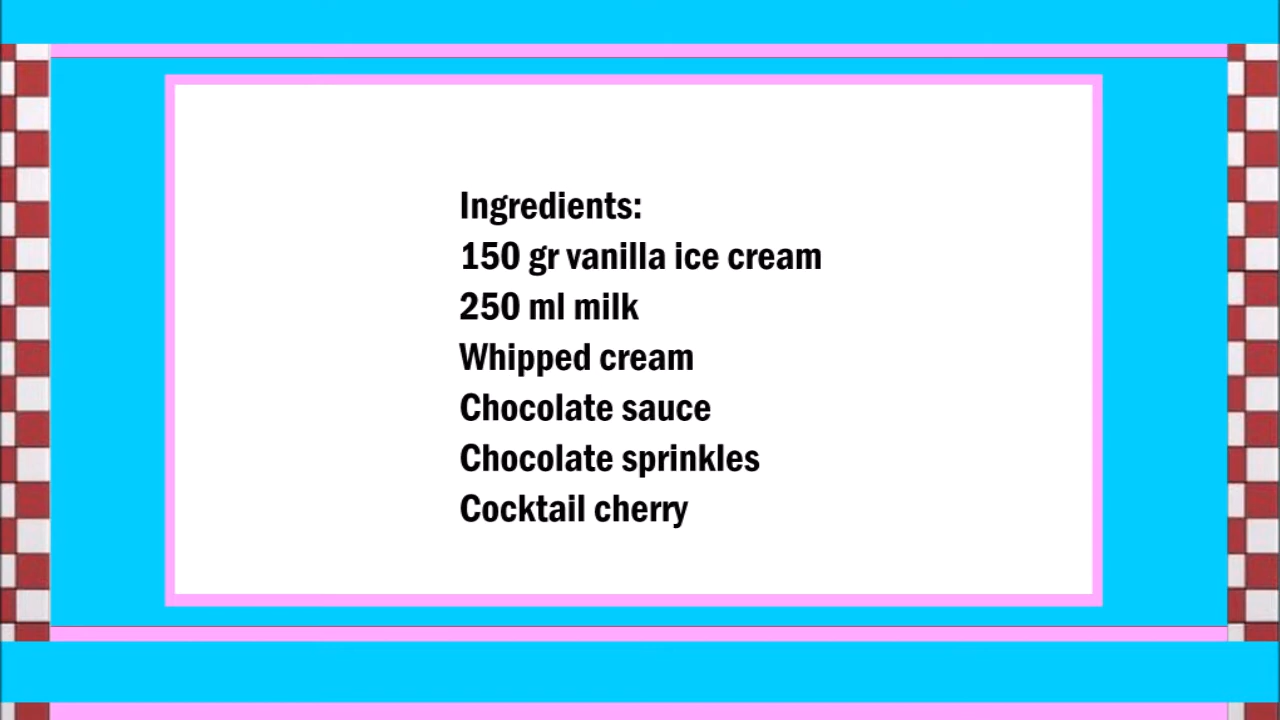 Ingredients:
150 gr vanilla ice cream
250 ml milk
Whipped cream
Chocolate sauce
Chocolate sprinkles
Cocktail cherry